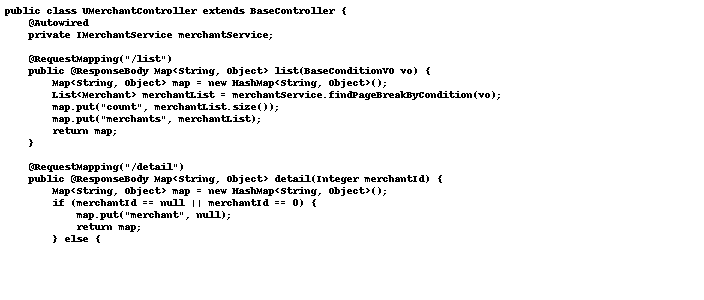 public class UMerchantController extends BaseController {
    @Autowired
    private IMerchantService merchantService;

    @RequestMapping("/list")
    public @ResponseBody Map<String, Object> list(BaseConditionVO vo) {
        Map<String, Object> map = new HashMap<String, Object>();
        List<Merchant> merchantList = merchantService.findPageBreakByCondition(vo);
        map.put("count", merchantList.size());
        map.put("merchants", merchantList);
        return map;
    }

    @RequestMapping("/detail")
    public @ResponseBody Map<String, Object> detail(Integer merchantId) {
        Map<String, Object> map = new HashMap<String, Object>();
        if (merchantId == null || merchantId == 0) {
            map.put("merchant", null);
            return map;
        } else {